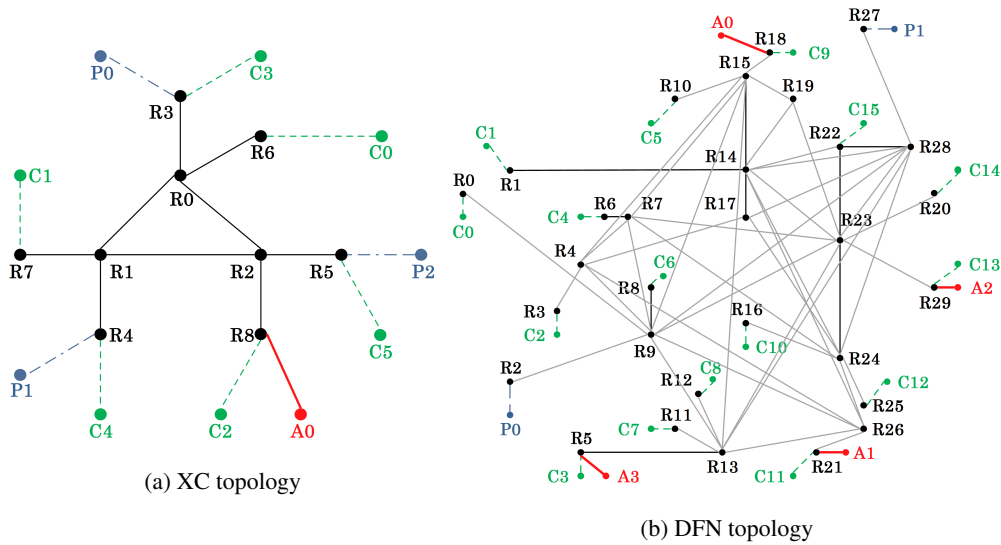 P0
C3
R3
R6
C0
C1
R0
R7
R1
R2
R5
P2
R4
R8
P1
C5
C4
C2
A0
(a) XC topology
R27
A0
R18
P1
C9
R15
R10
R19
C15
C1
C5
R22
R28
R14
C14
R0
R1
R17
R20
C4
R6
R7
R23
C0
R4
C6
C13
R8
R29
A2
R3
R16
C2
R9
C10
R24
R2
C8
R12
C12
R25
P0
R11
C7
R26
R5
R13
R21
A1
C3
A3
C11
(b) DFN topology